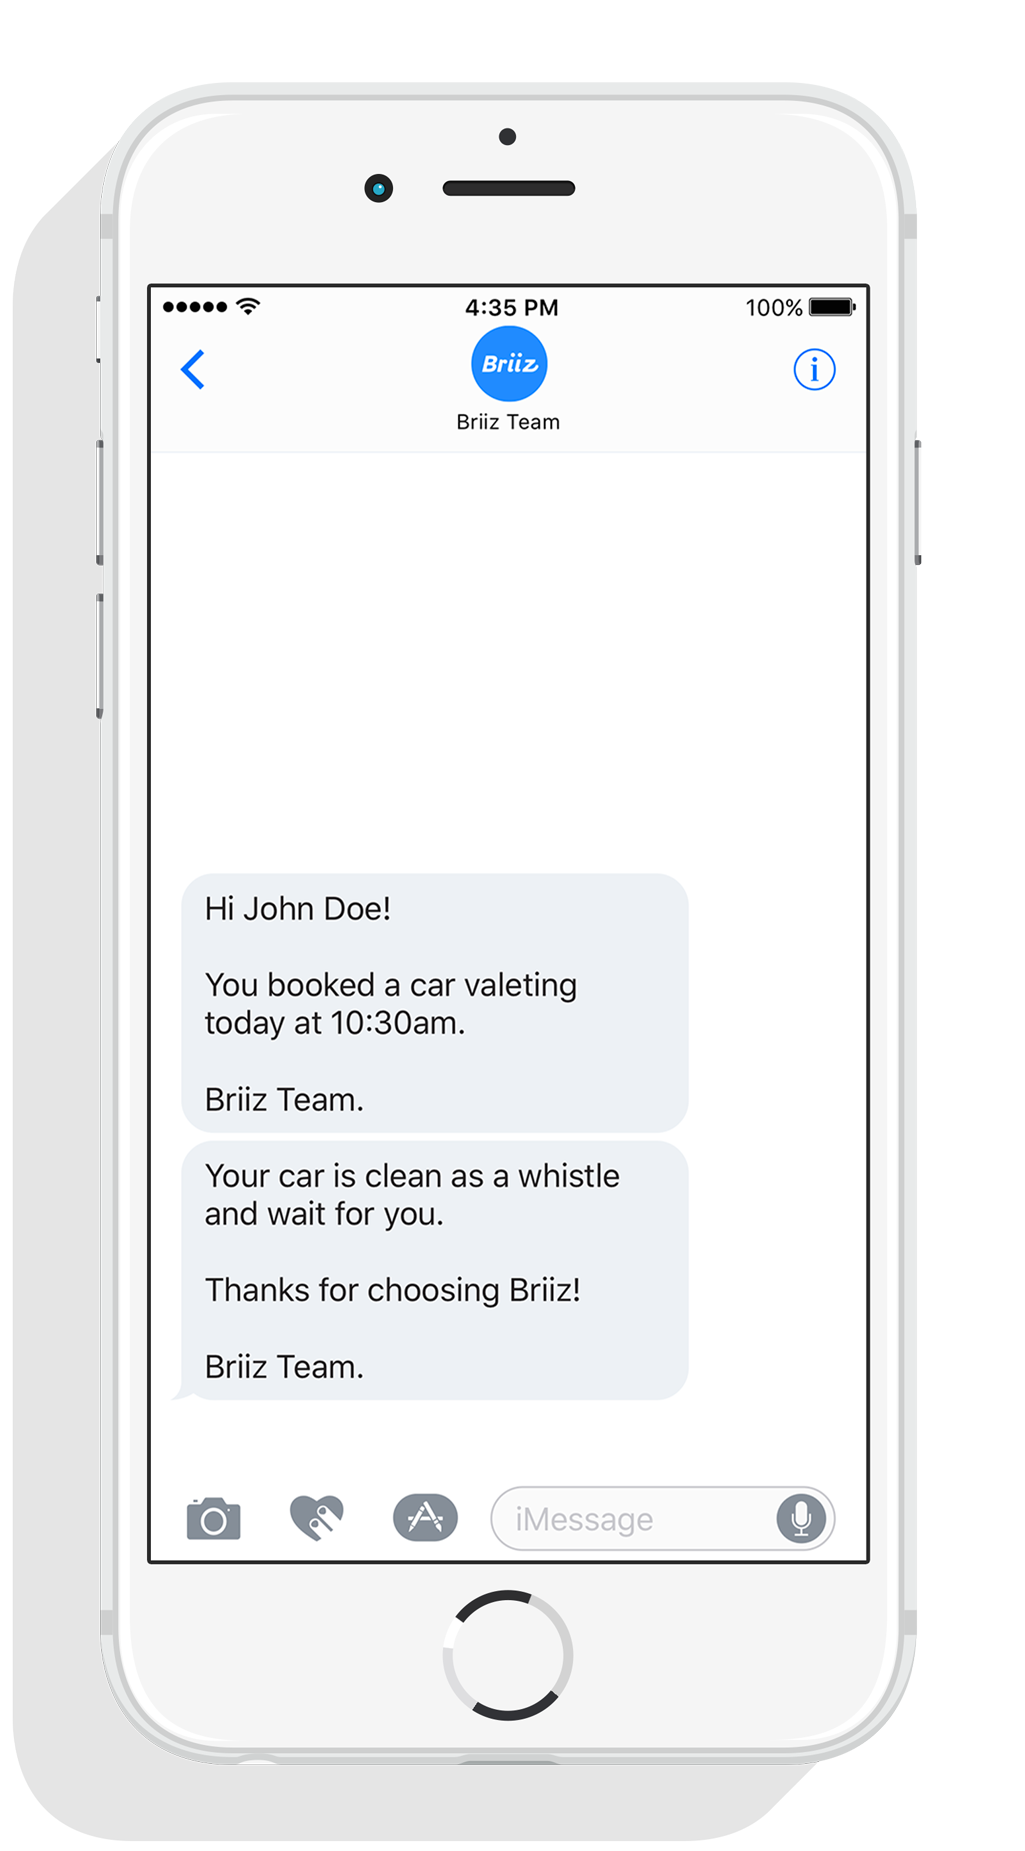 4:35 PM
100%
Briiz
Briiz Team
Hi John Doe!
You booked a car valeting
today at 10:30am.
Briiz Team.
Your car is clean as a whistle
and wait for you.
Thanks for choosing Briiz!
Briiz Team.
iMessage